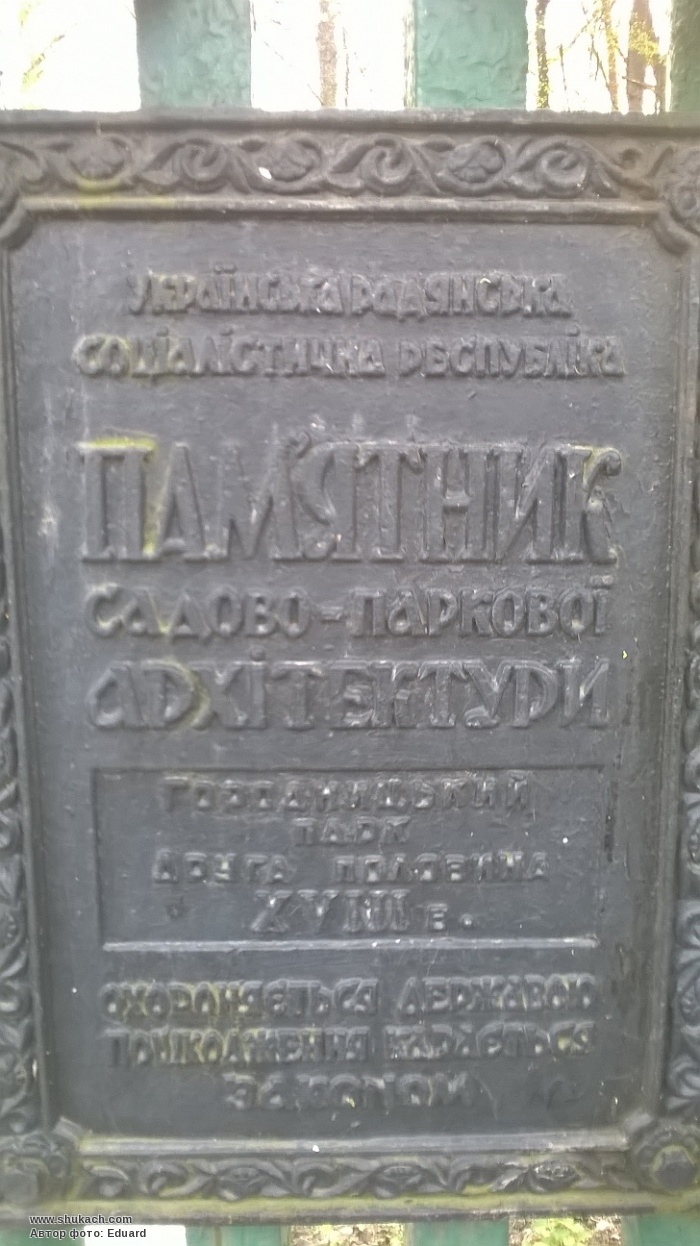 УКРАЇНСЬКА РАДЯНСЬКА
СОЦІАЛІСТИЧНА РЕСПУБЛІКА
ПАМ'ЯТНИК
САДОВО-ПАРКОВОЇ
АРХІТЕКТУРИ
ГОРОДНИЦЬКИЙ
ПАРК
ДРУГА ПОЛОВИНА
XVIII
ОХОРОНЯЄТЬСЯ ДЕРЖАВОЮ
ПОШКОДЖЕННЯ КАРАЄТЬСЯ
ЗАКОНОМ
www.shukach.com
Автор фото: Eduard